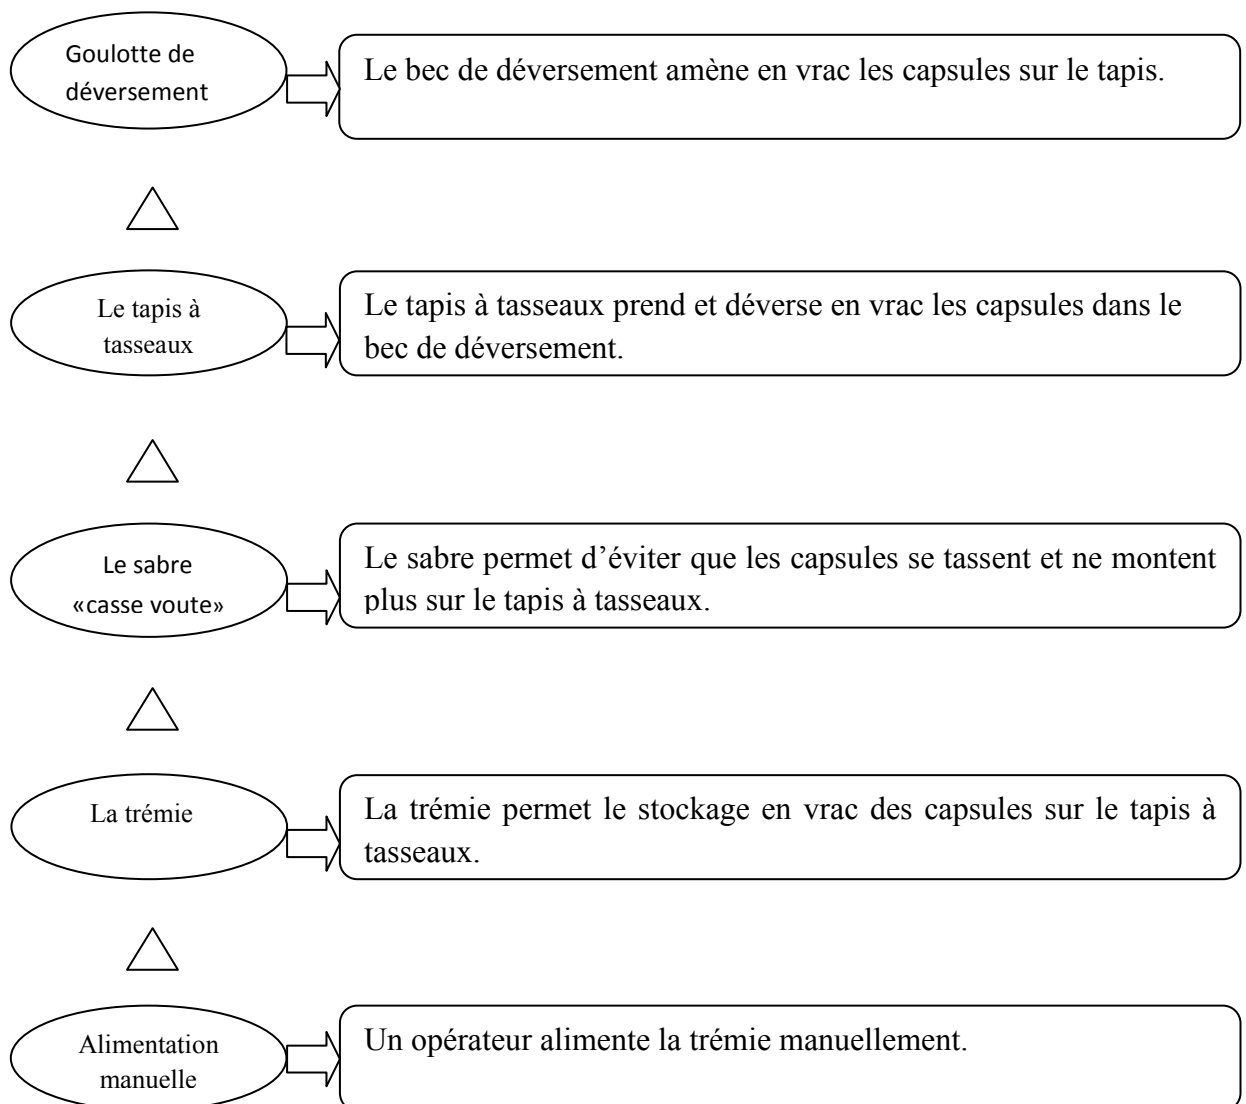 Goulotte de
déversement
Le bec de déversement amène en vrac les capsules sur le tapis.
Le tapis à
tasseaux
Le tapis à tasseaux prend et déverse en vrac les capsules dans le
bec de déversement.
Le sabre
«casse voute»
Le sabre permet d’éviter que les capsules se tassent et ne montent
plus sur le tapis à tasseaux.
La trémie
La trémie permet le stockage en vrac des capsules sur le tapis à
tasseaux.
Alimentation
manuelle
Un opérateur alimente la trémie manuellement.